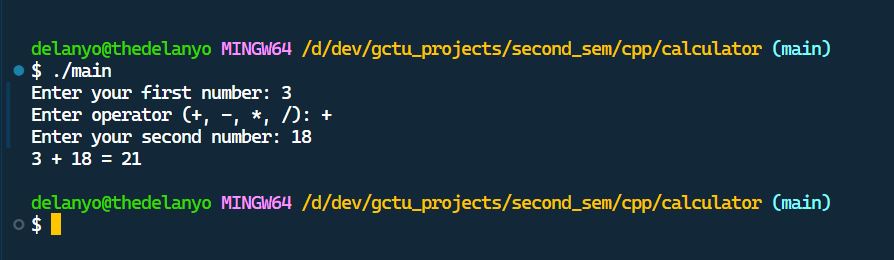 delanyo@thedelanyo MINGW64 /d/dev/gctu_projects/second_sem/cpp/calculator (main)
$ ./main
Enter your first number: 3
Enter operator (+, -, *, /): +
Enter your second number: 18
3 + 18 = 21
delanyo@thedelanyo MINGW64 /d/dev/gctu_projects/second_sem/cpp/calculator (main)
$